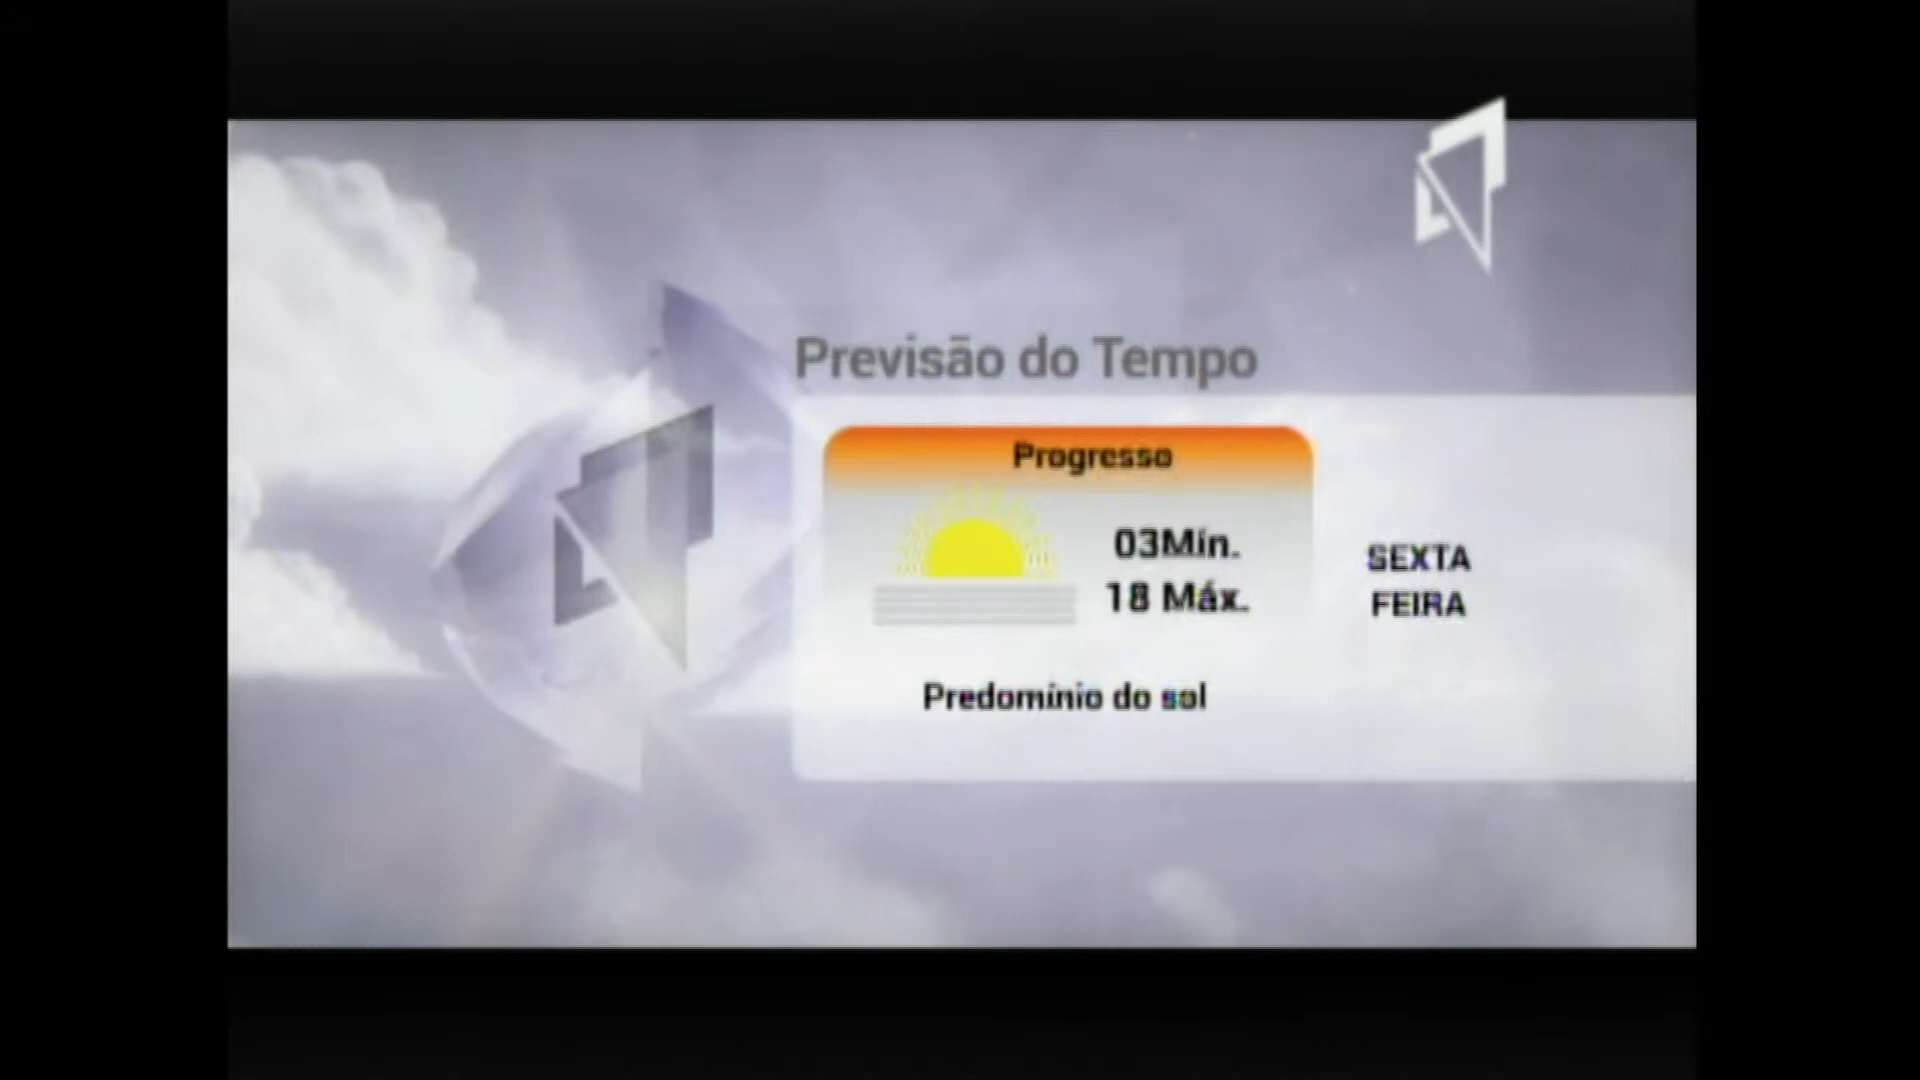 Previsão do Tempo
Progresso
03Mín.
18 Máx.
SEXTA
FEIRA
Predomínio do sol